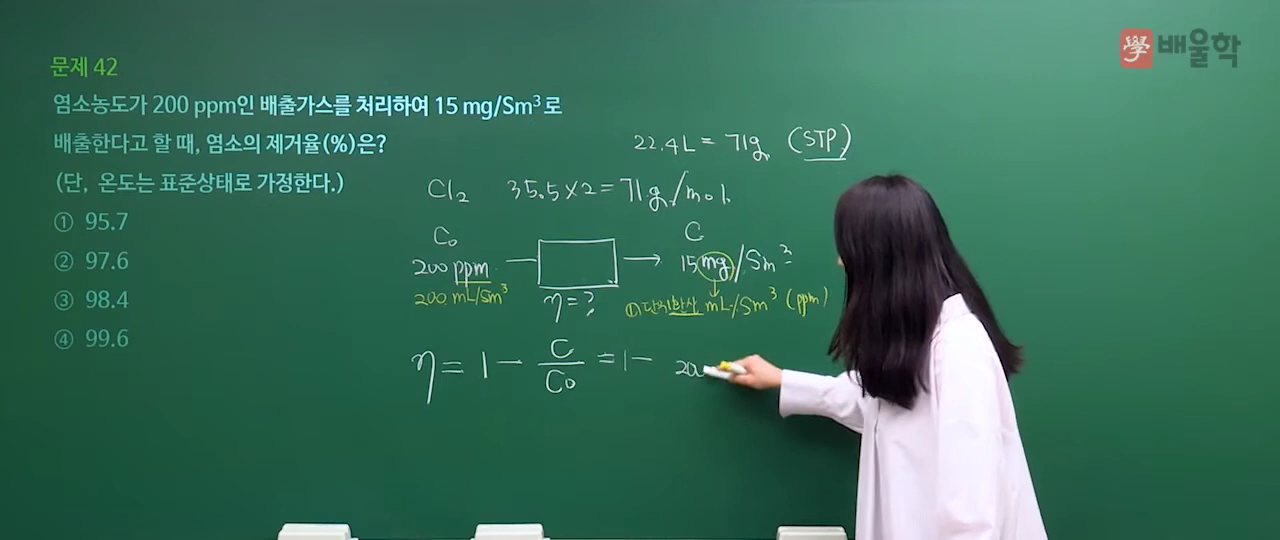 學 배울학
문제 42
염소농도가 200 ppm인 배출가스를 처리하여 15 mg/Sm³로
배출한다고 할 때, 염소의 제거율(%)은?
(단, 온도는 표준상태로 가정한다.)
① 95.7
② 97.6
③ 98.4
④ 99.6
22.4L = 71g (STP)
Cl₂ 35.5×2=71g/mol.
C₀
C
200 ppm
15mg/Sm³
200 mL/Sm³
η=?
① 단위환산 mL/Sm³ (ppm)
η = 1 - C/C₀ = 1 - 200